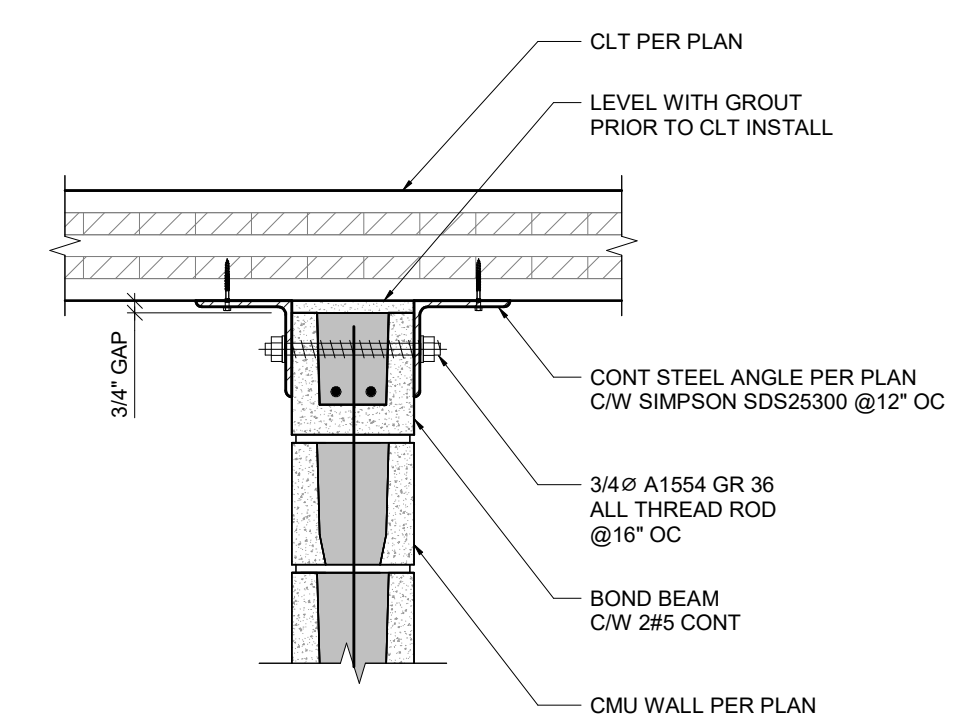 CLT PER PLAN
LEVEL WITH GROUT
PRIOR TO CLT INSTALL
3/4" GAP
CONT STEEL ANGLE PER PLAN
C/W SIMPSON SDS25300 @12" OC
3/4⌀ A1554 GR 36
ALL THREAD ROD
@16" OC
BOND BEAM
C/W 2#5 CONT
CMU WALL PER PLAN